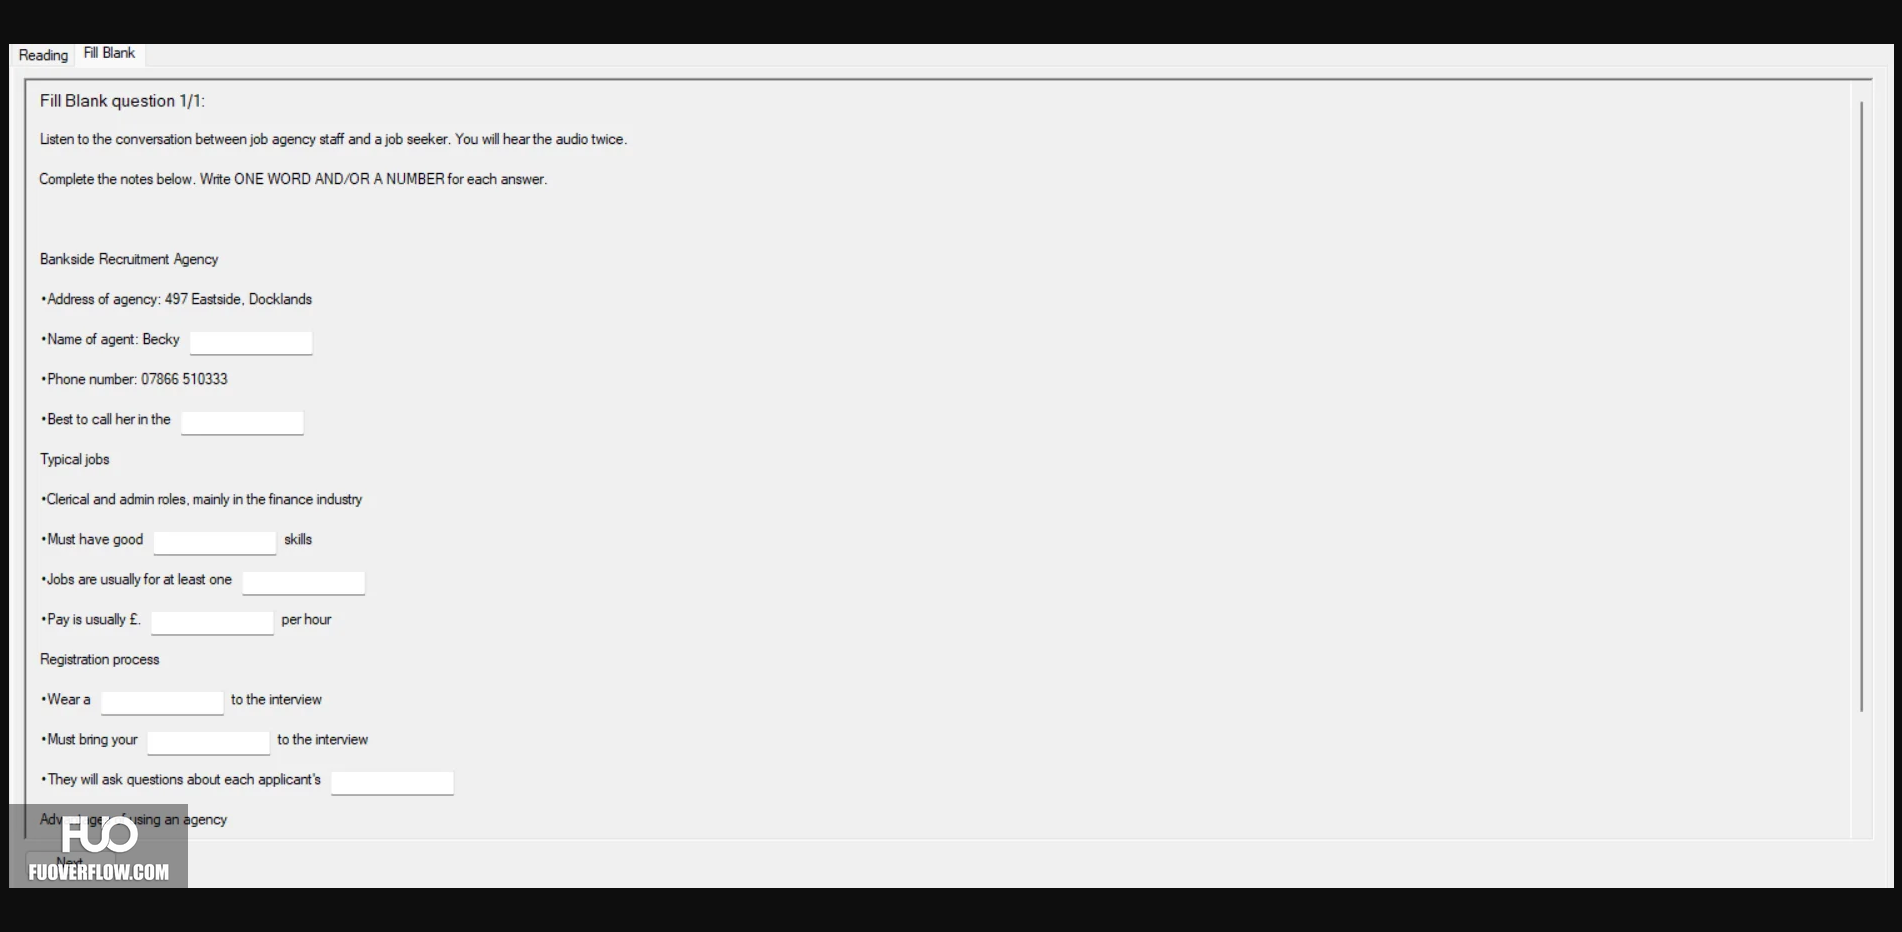 Reading Fill Blank
Fill Blank question 1/1:
Listen to the conversation between job agency staff and a job seeker. You will hear the audio twice.
Complete the notes below. Write ONE WORD AND/OR A NUMBER for each answer.
Bankside Recruitment Agency
•Address of agency: 497 Eastside, Docklands
•Name of agent: Becky
•Phone number: 07866 510333
•Best to call her in the
Typical jobs
•Clerical and admin roles, mainly in the finance industry
•Must have good skills
•Jobs are usually for at least one
•Pay is usually £. per hour
Registration process
•Wear a to the interview
•Must bring your to the interview
•They will ask questions about each applicant's
using an agency
Next
FUO
FUOVERFLOW.COM